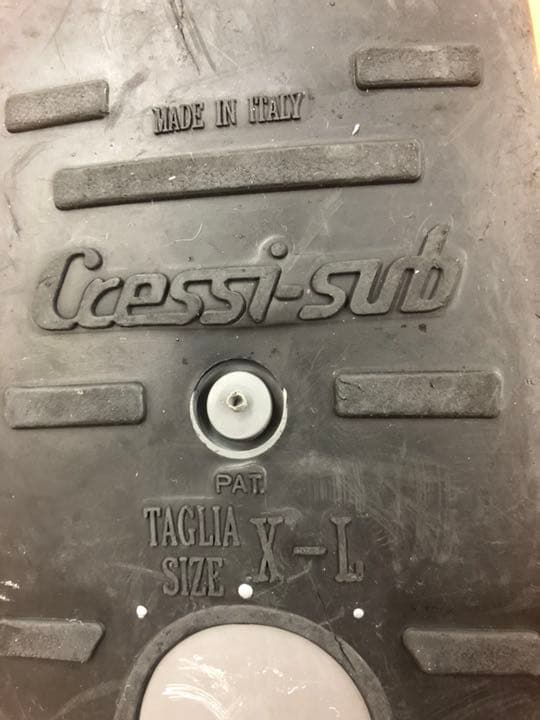 MADE IN ITALY
Cressi-sub
PAT.
TAGLIA
SIZE X-L